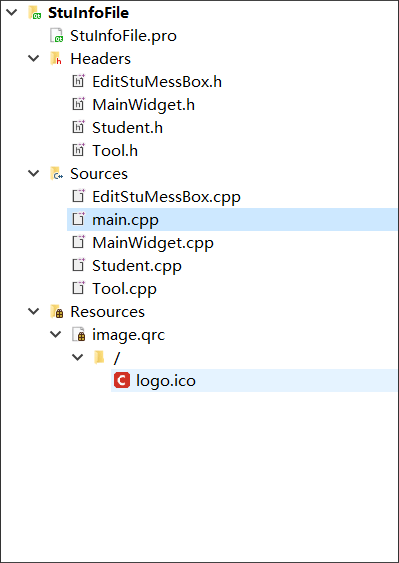 StuInfoFile
StuInfoFile.pro
Headers
EditStuMessBox.h
MainWidget.h
Student.h
Tool.h
Sources
EditStuMessBox.cpp
main.cpp
MainWidget.cpp
Student.cpp
Tool.cpp
Resources
image.qrc
/
logo.ico